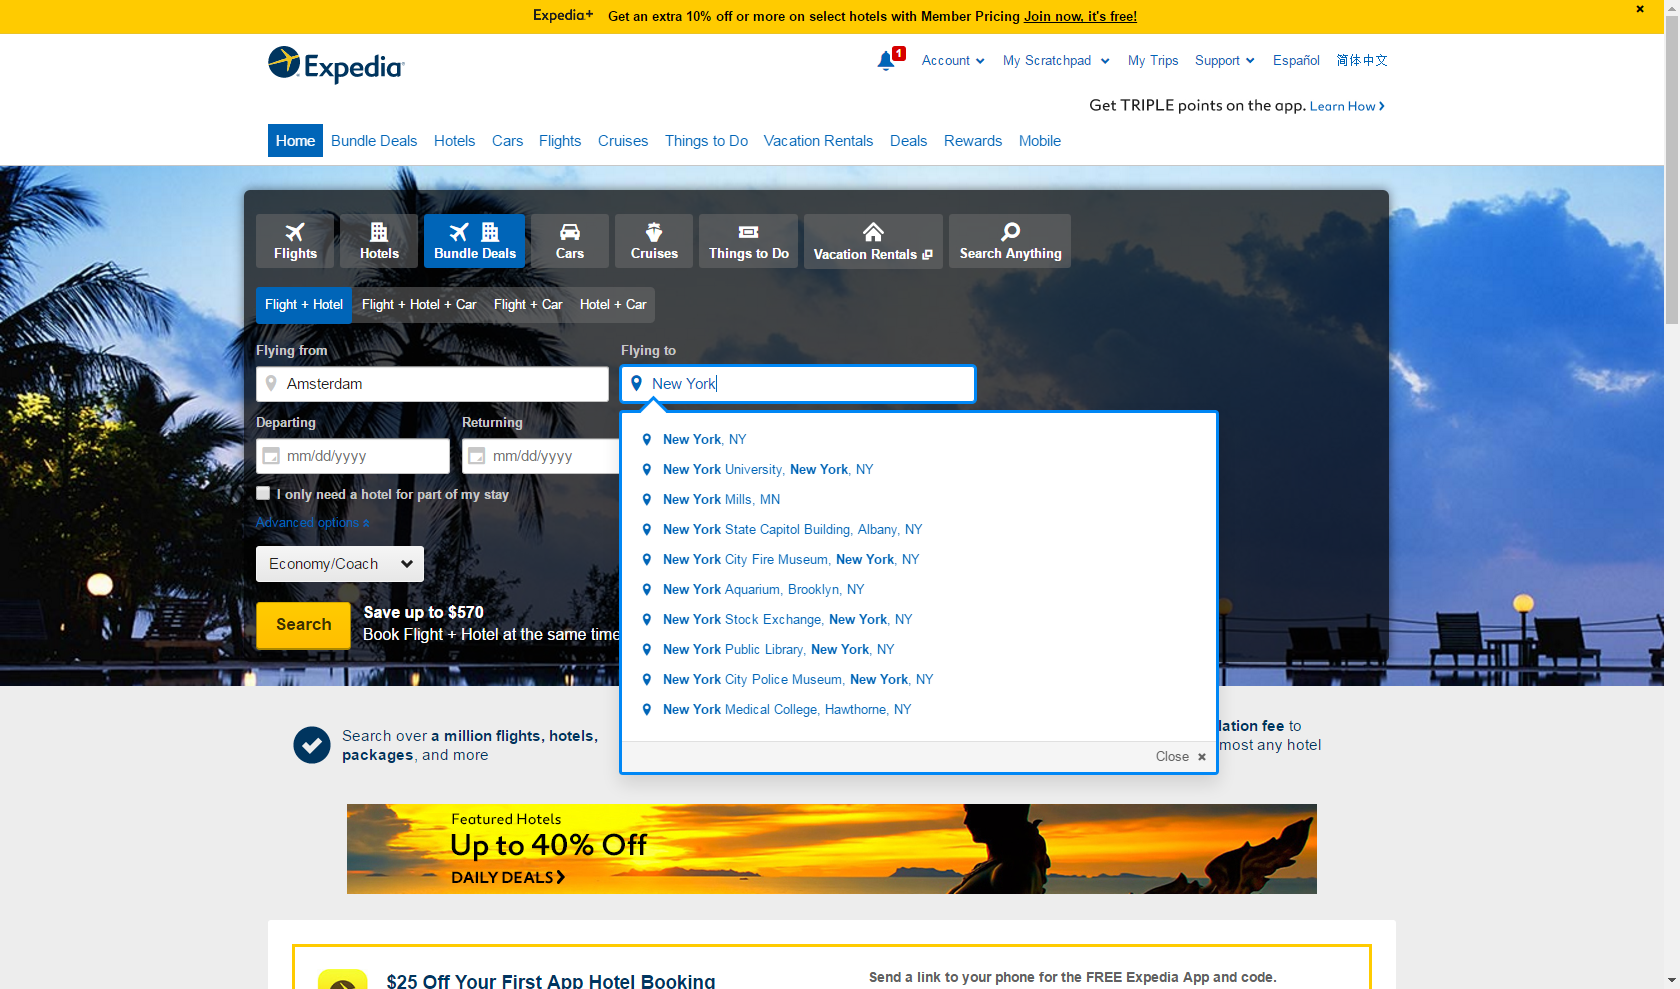 Expedia+ Get an extra 10% off or more on select hotels with Member Pricing Join now, it's free!
Expedia
1 Account My Scratchpad My Trips Support Español 简体中文
Get TRIPLE points on the app. Learn How
Home Bundle Deals Hotels Cars Flights Cruises Things to Do Vacation Rentals Deals Rewards Mobile
Flights Hotels Bundle Deals Cars Cruises Things to Do Vacation Rentals Search Anything
Flight + Hotel Flight + Hotel + Car Flight + Car Hotel + Car
Flying from Flying to
Amsterdam New York
Departing Returning
mm/dd/yyyy mm/dd/yyyy
I only need a hotel for part of my stay
Advanced options
Economy/Coach
Search
Save up to $570
Book Flight + Hotel at the same time
New York, NY
New York University, New York, NY
New York Mills, MN
New York State Capitol Building, Albany, NY
New York City Fire Museum, New York, NY
New York Aquarium, Brooklyn, NY
New York Stock Exchange, New York, NY
New York Public Library, New York, NY
New York City Police Museum, New York, NY
New York Medical College, Hawthorne, NY
Close
Search over a million flights, hotels,
packages, and more
lation fee to
most any hotel
Featured Hotels
Up to 40% Off
DAILY DEALS
$25 Off Your First App Hotel Booking
Send a link to your phone for the FREE Expedia App and code.